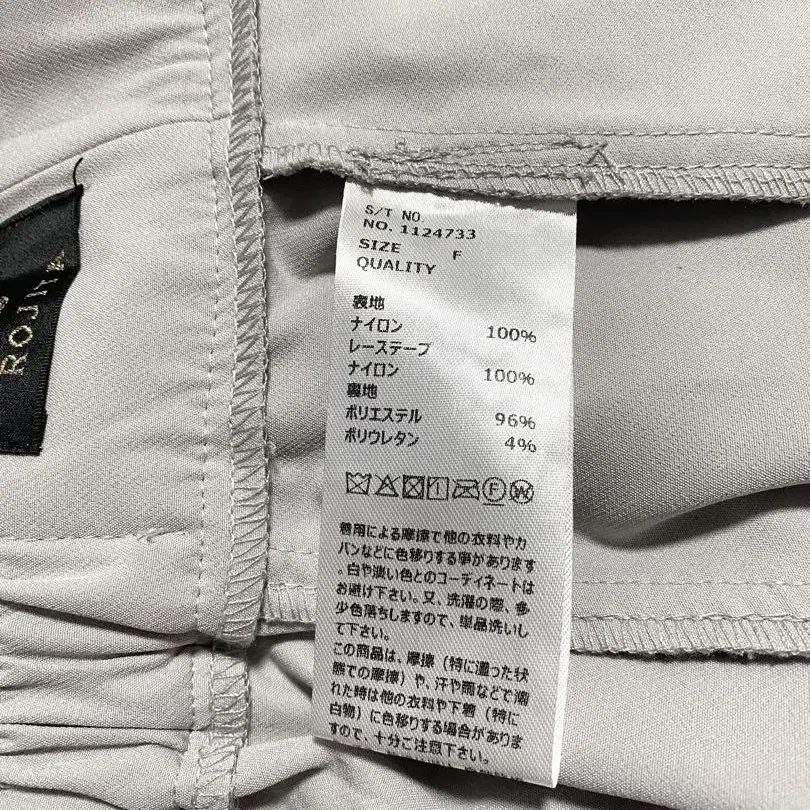 ROJITA
S/T NO.
NO. 1124733
SIZE F
QUALITY
表地
ナイロン 100%
レーステープ
ナイロン 100%
裏地
ポリエステル 96%
ポリウレタン 4%
着用による摩擦で他の衣料やカ
バンなどに色移りする事があります
。白や淡い色とのコーディネートは
お避け下さい。又、洗濯の際、多
少色落ちしますので、単品洗いし
て下さい。
この商品は、摩擦（特に湿った状
態での摩擦）や、汗や雨などで濡
れた時は他の衣料や下着（特に
白物）に色移りする場合がありま
すので、十分ご注意下さい。